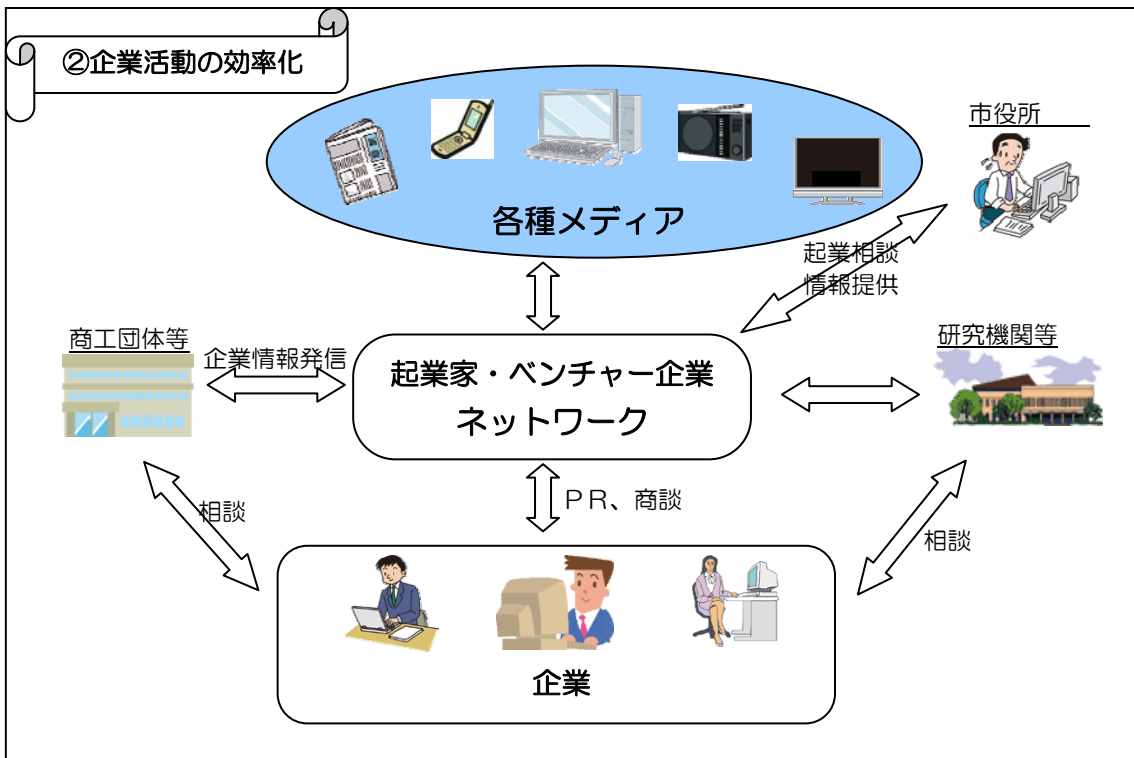 ②企業活動の効率化
市役所
各種メディア
起業相談
情報提供
商工団体等
企業情報発信
起業家・ベンチャー企業
ネットワーク
研究機関等
ＰＲ、商談
相談
相談
企業